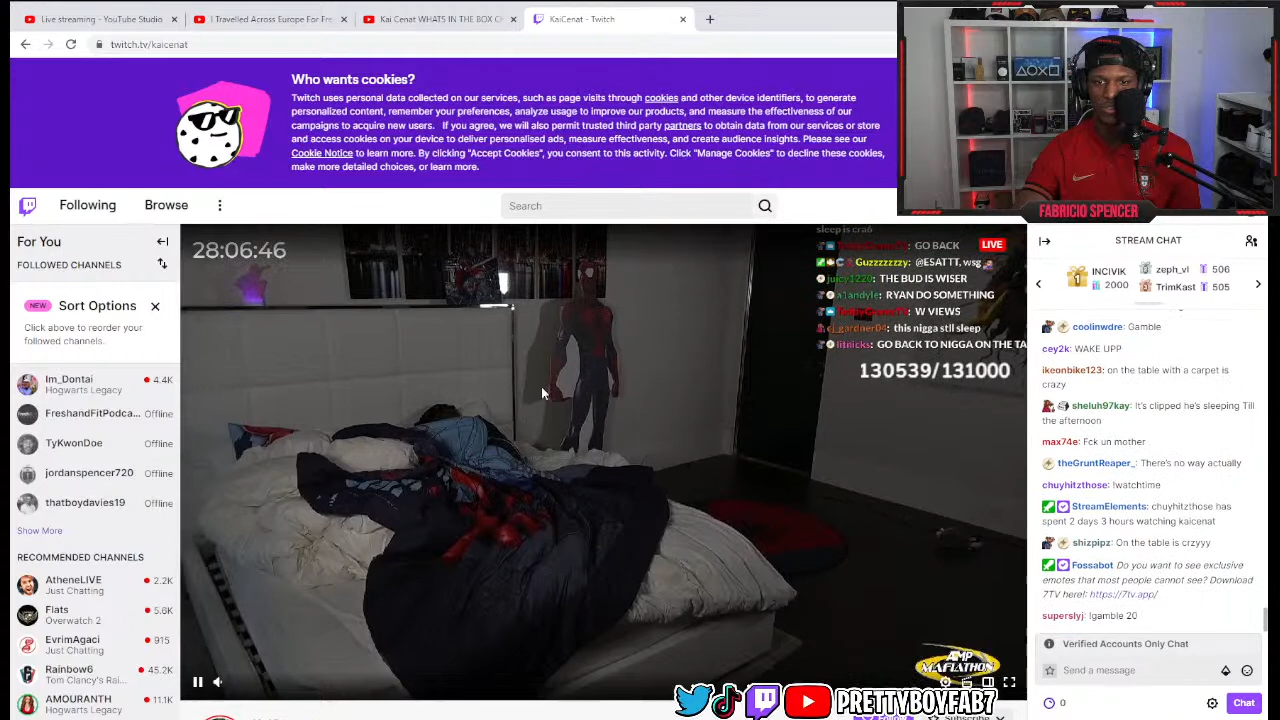 Live streaming - YouTube Studio
I Travelled Across The
KaiCenat - Twitch
twitch.tv/kaicenat
Who wants cookies?
Twitch uses personal data collected on our services, such as page visits through cookies and other device identifiers, to generate
personalized content, remember your preferences, analyze usage to improve our products, and measure the effectiveness of our
campaigns to acquire new users. If you agree, we will also permit trusted third party partners to obtain data from our services or store
and access cookies on your device to deliver personalised ads, measure effectiveness, and create audience insights. Please see our
Cookie Notice to learn more. By clicking "Accept Cookies", you consent to this activity. Click "Manage Cookies" to decline these cookies,
make more detailed choices, or learn more.
FABRICIO SPENCER
Following
Browse
Search
For You
FOLLOWED CHANNELS
NEW
Sort Options
Click above to reorder your
followed channels.
Im_Dontai
4.4K
Hogwarts Legacy
FreshandFitPodca...
Offline
TyKwonDoe
Offline
jordanspencer720
Offline
thatboydavies19
Offline
Show More
RECOMMENDED CHANNELS
AtheneLIVE
2.2K
Just Chatting
Flats
5.6K
Overwatch 2
EvrimAgaci
915
Just Chatting
Rainbow6
45.2K
Tom Clancy's Rai...
AMOURANTH
28:06:46
sleep is cra6
GO BACK
LIVE
Guzzzzzzy: @ESATTT, wsg
juicy1220: THE BUD IS WISER
a1andyle: RYAN DO SOMETHING
W VIEWS
ej_gardner04: this nigga stil sleep
litnicks: GO BACK TO NIGGA ON THE TA
130539/131000
AMP
MAFIATHON
STREAM CHAT
INCIVIK
2000
zeph_vl
506
TrimKast
505
coolinwdre: Gamble
cey2k: WAKE UPP
ikeonbike123: on the table with a carpet is
crazy
sheluh97kay: It's clipped he's sleeping Till
the afternoon
max74e: Fck un mother
theGruntReaper_: There's no way actually
chuyhitzthose: !watchtime
StreamElements: chuyhitzthose has
spent 2 days 3 hours watching kaicenat
shizpipz: On the table is crzyyy
Fossabot Do you want to see exclusive
emotes that most people cannot see? Download
7TV here!: https://7tv.app/
superslyj: !gamble 20
Verified Accounts Only Chat
Send a message
0
Chat
PRETTYBOYFAB7